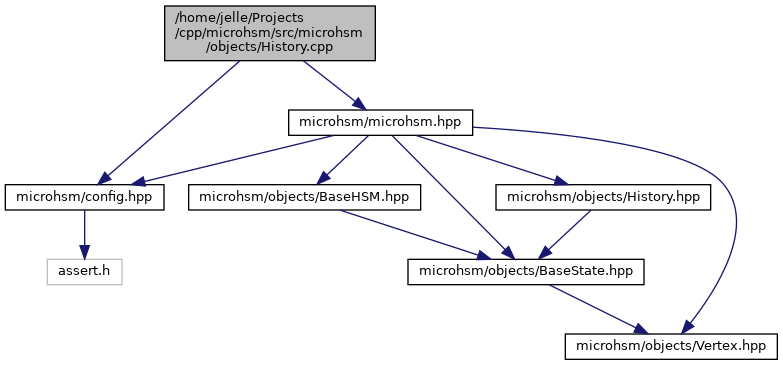 /home/jelle/Projects
/cpp/microhsm/src/microhsm
/objects/History.cpp
microhsm/microhsm.hpp
microhsm/config.hpp
microhsm/objects/BaseHSM.hpp
microhsm/objects/History.hpp
assert.h
microhsm/objects/BaseState.hpp
microhsm/objects/Vertex.hpp